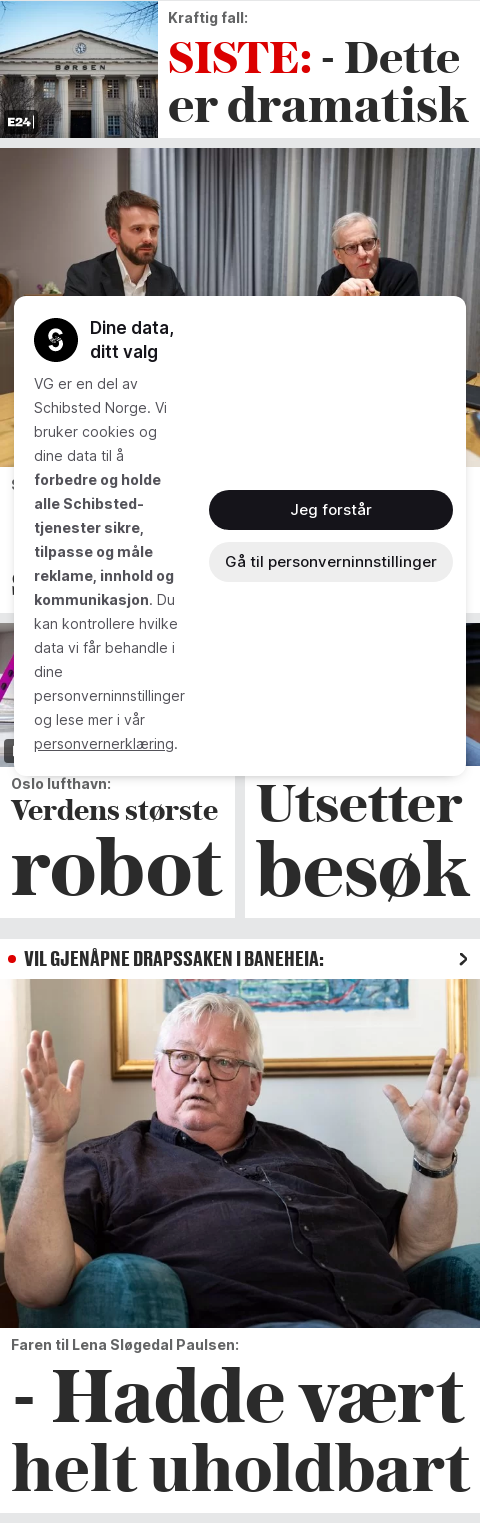 Kraftig fall:
SISTE: - Dette
er dramatisk
BØRSEN
E24
Dine data,
ditt valg
VG er en del av
Schibsted Norge. Vi
bruker cookies og
dine data til å
forbedre og holde
alle Schibsted-
tjenester sikre,
tilpasse og måle
reklame, innhold og
kommunikasjon. Du
kan kontrollere hvilke
data vi får behandle i
dine
personverninnstillinger
og lese mer i vår
personvernerklæring.
Jeg forstår
Gå til personverninnstillinger
Oslo lufthavn:
Verdens største
robot
Utsetter
besøk
VIL GJENÅPNE DRAPSSAKEN I BANEHEIA:
Faren til Lena Sløgedal Paulsen:
- Hadde vært
helt uholdbart